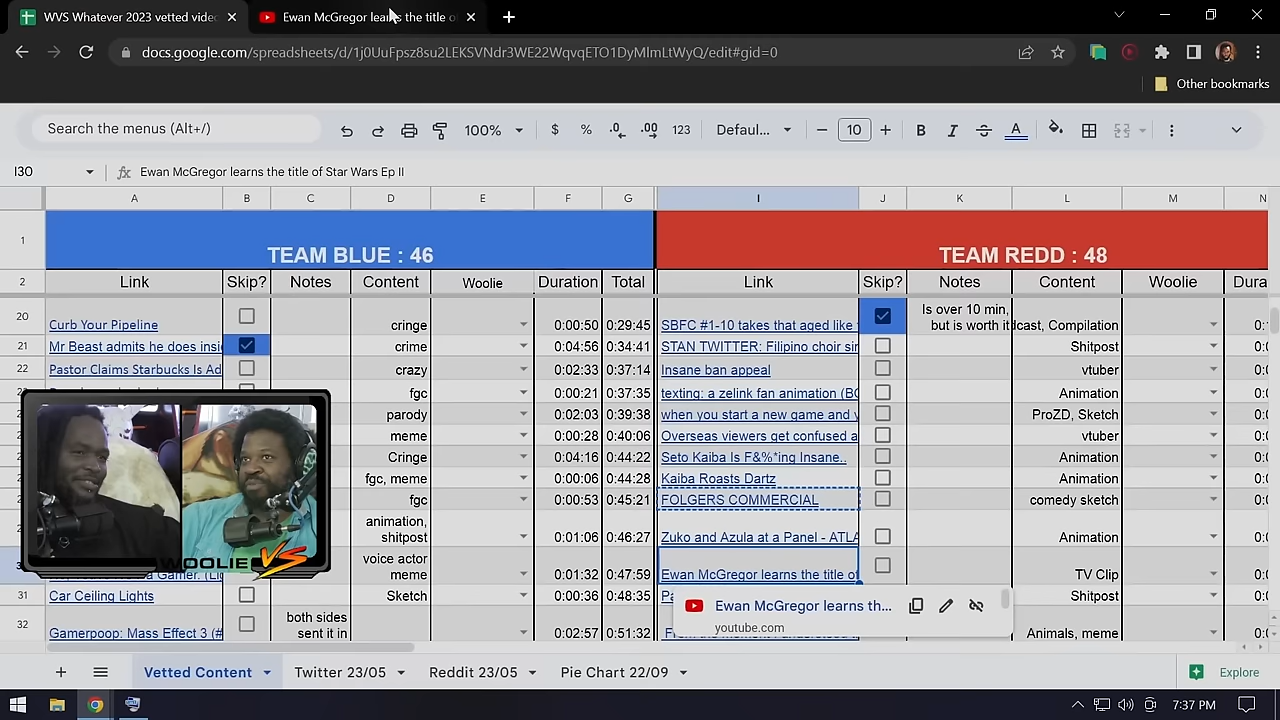 WVS Whatever 2023 vetted vide
Ewan McGregor learns the title of
docs.google.com/spreadsheets/d/1j0UuFpsz8su2LEKSVNdr3WE22WqvqETO1DyMlmLtWyQ/edit#gid=0
Other bookmarks
Search the menus (Alt+/)
100%
$ % .0 .00 123
Defaul...
10
B I A
I30
fx Ewan McGregor learns the title of Star Wars Ep II
A B C D E F G I J K L M N
1 TEAM BLUE : 46 TEAM REDD : 48
2 Link Skip? Notes Content Woolie Duration Total Link Skip? Notes Content Woolie Dura
20 Curb Your Pipeline cringe 0:00:50 0:29:45 SBFC #1-10 takes that aged like Is over 10 min, but is worth it dcast, Compilation
21 Mr Beast admits he does insi crime 0:04:56 0:34:41 STAN TWITTER: Filipino choir sin Shitpost
22 Pastor Claims Starbucks Is Ad crazy 0:02:33 0:37:14 Insane ban appeal vtuber
fgc 0:00:21 0:37:35 texting: a zelink fan animation (BO Animation
parody 0:02:03 0:39:38 when you start a new game and y ProZD, Sketch
meme 0:00:28 0:40:06 Overseas viewers get confused a vtuber
Cringe 0:04:16 0:44:22 Seto Kaiba Is F&%*ing Insane.. Animation
fgc, meme 0:00:06 0:44:28 Kaiba Roasts Dartz Animation
fgc 0:00:53 0:45:21 FOLGERS COMMERCIAL comedy sketch
animation, shitpost 0:01:06 0:46:27 Zuko and Azula at a Panel - ATLA Animation
voice actor meme 0:01:32 0:47:59 Ewan McGregor learns the title of TV Clip
31 Car Ceiling Lights Sketch 0:00:36 0:48:35 Shitpost
32 Gamerpoop: Mass Effect 3 (# both sides sent it in 0:02:57 0:51:32 Animals, meme
Ewan McGregor learns th...
youtube.com
WOOLIE VS
Vetted Content
Twitter 23/05
Reddit 23/05
Pie Chart 22/09
Explore
7:37 PM